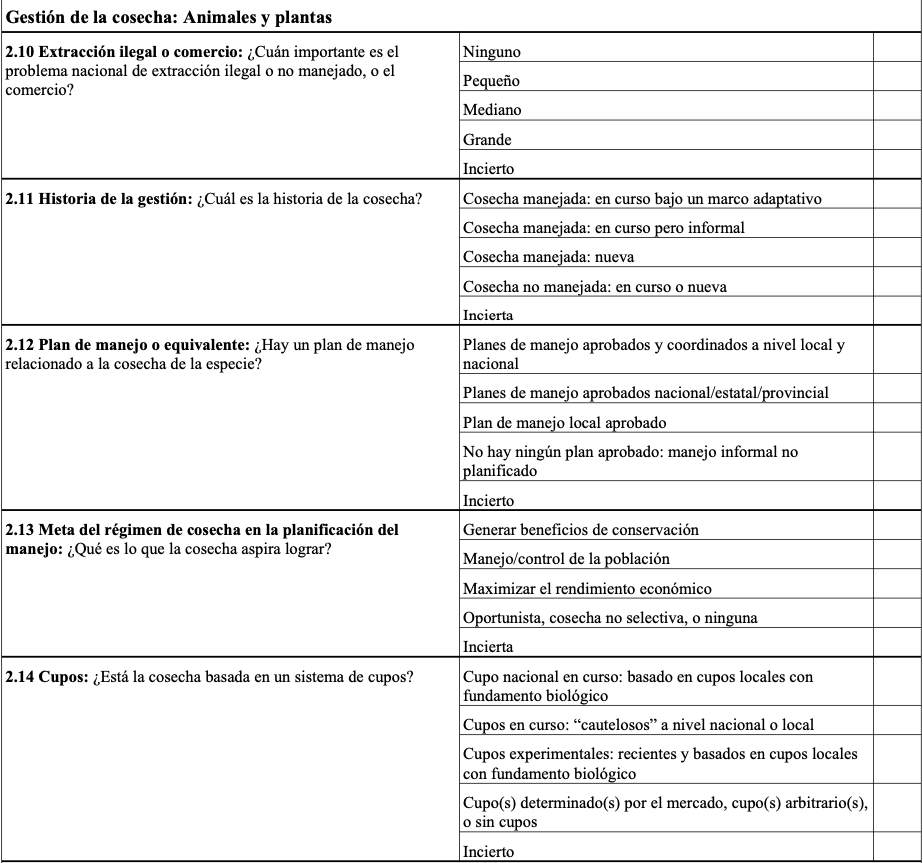 Gestión de la cosecha: Animales y plantas
2.10 Extracción ilegal o comercio: ¿Cuán importante es el
problema nacional de extracción ilegal o no manejado, o el
comercio?
Ninguno
Pequeño
Mediano
Grande
Incierto
2.11 Historia de la gestión: ¿Cuál es la historia de la cosecha?
Cosecha manejada: en curso bajo un marco adaptativo
Cosecha manejada: en curso pero informal
Cosecha manejada: nueva
Cosecha no manejada: en curso o nueva
Incierta
2.12 Plan de manejo o equivalente: ¿Hay un plan de manejo
relacionado a la cosecha de la especie?
Planes de manejo aprobados y coordinados a nivel local y
nacional
Planes de manejo aprobados nacional/estatal/provincial
Plan de manejo local aprobado
No hay ningún plan aprobado: manejo informal no
planificado
Incierto
2.13 Meta del régimen de cosecha en la planificación del
manejo: ¿Qué es lo que la cosecha aspira lograr?
Generar beneficios de conservación
Manejo/control de la población
Maximizar el rendimiento económico
Oportunista, cosecha no selectiva, o ninguna
Incierta
2.14 Cupos: ¿Está la cosecha basada en un sistema de cupos?
Cupo nacional en curso: basado en cupos locales con
fundamento biológico
Cupos en curso: “cautelosos” a nivel nacional o local
Cupos experimentales: recientes y basados en cupos locales
con fundamento biológico
Cupo(s) determinado(s) por el mercado, cupo(s) arbitrario(s),
o sin cupos
Incierto